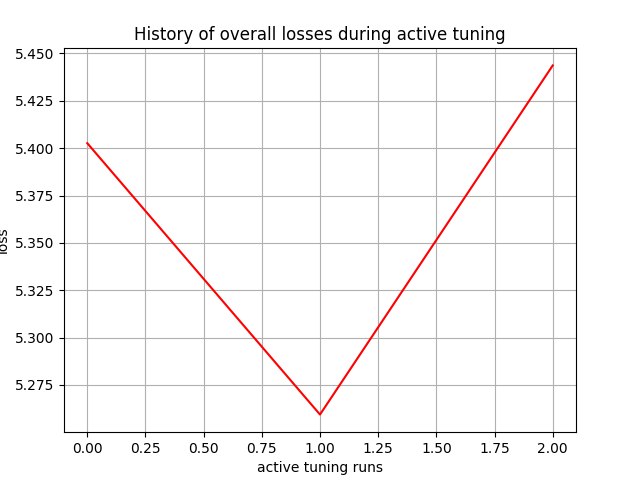 History of overall losses during active tuning
5.450
5.425
5.400
5.375
5.350
5.325
5.300
5.275
loss
0.00 0.25 0.50 0.75 1.00 1.25 1.50 1.75 2.00
active tuning runs